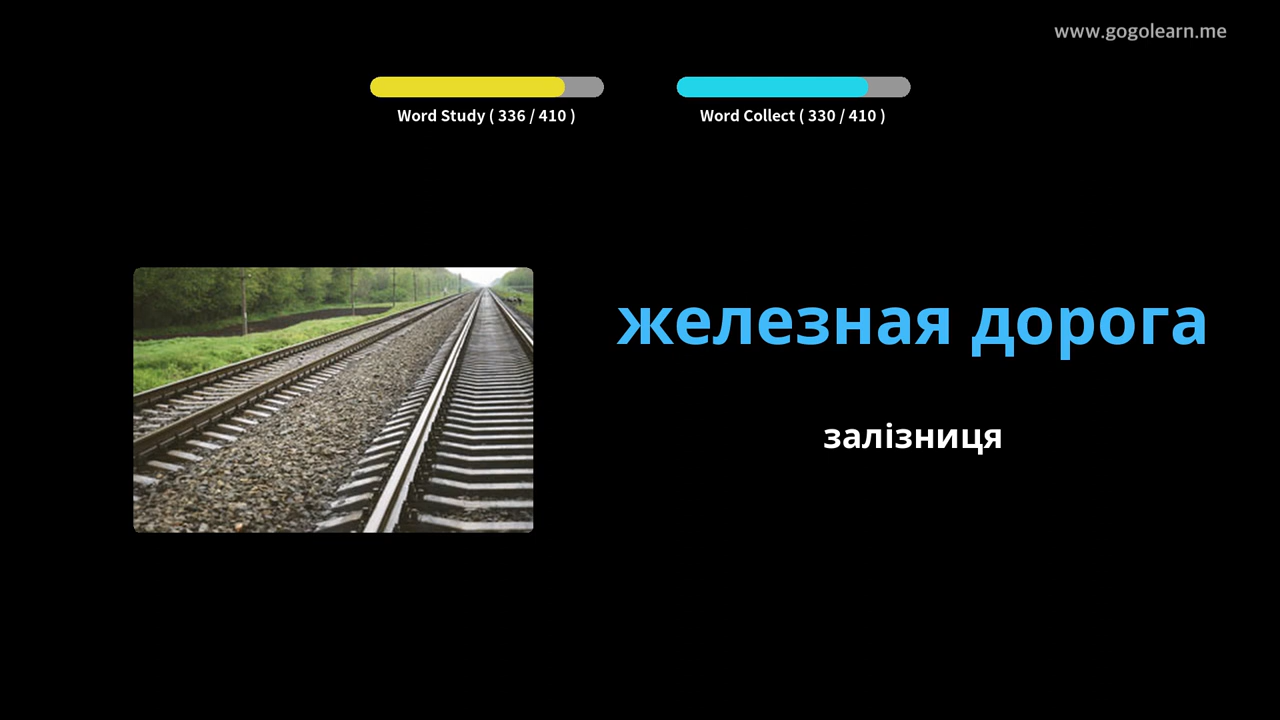 www.gogolearn.me
Word Study ( 336 / 410 )
Word Collect ( 330 / 410 )
железная дорога
залізниця